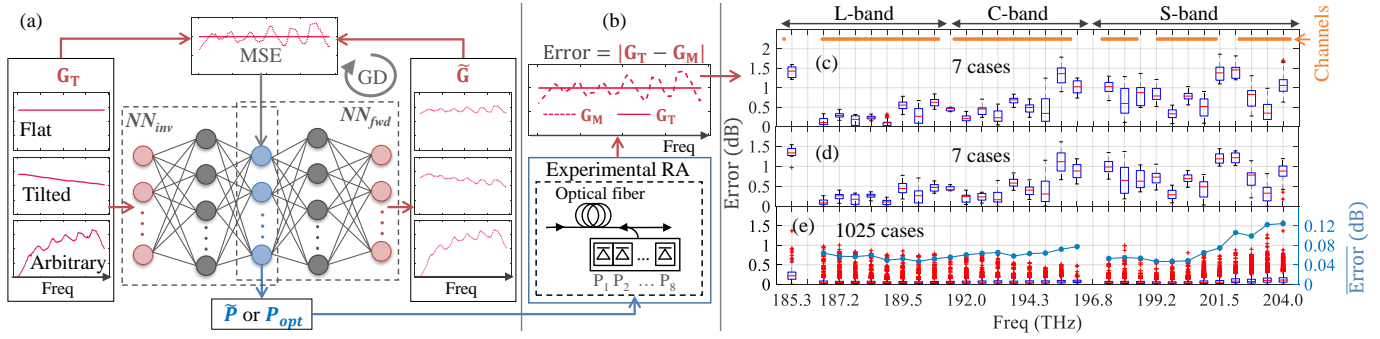 (a)
MSE
GD
G_T
Flat
Tilted
Arbitrary
Freq
NN_inv
NN_fwd
G̃
Freq
P̃ or P_opt
(b)
Error = |G_T − G_M|
G_M
G_T
Freq
Experimental RA
Optical fiber
P_1 P_2 ... P_8
L-band
C-band
S-band
Channels
(c)
7 cases
2
1.5
1
0.5
0
(d)
7 cases
1.5
1
0.5
0
Error (dB)
(e)
1025 cases
1.5
1
0.5
0
0.12
0.08
0.04
0.00
Error (dB)
185.3 187.2 189.5 192.0 194.3 196.8 199.2 201.5 204.0
Freq (THz)